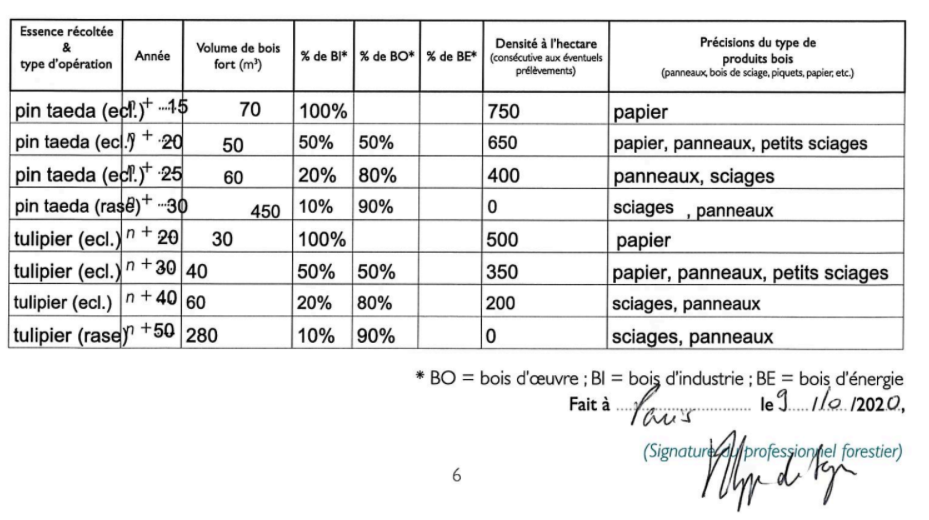 Essence récoltée & type d'opération | Année | Volume de bois fort (m³) | % de BI* | % de BO* | % de BE* | Densité à l'hectare (consécutive aux éventuels prélèvements) | Précisions du type de produits bois (panneaux, bois de sciage, piquets, papier, etc.)
pin taeda (ecl.) | n + 15 | 70 | 100% | | | 750 | papier
pin taeda (ecl.) | n + 20 | 50 | 50% | 50% | | 650 | papier, panneaux, petits sciages
pin taeda (ecl.) | n + 25 | 60 | 20% | 80% | | 400 | panneaux, sciages
pin taeda (rase) | n + 30 | 450 | 10% | 90% | | 0 | sciages , panneaux
tulipier (ecl.) | n + 20 | 30 | 100% | | | 500 | papier
tulipier (ecl.) | n + 30 | 40 | 50% | 50% | | 350 | papier, panneaux, petits sciages
tulipier (ecl.) | n + 40 | 60 | 20% | 80% | | 200 | sciages, panneaux
tulipier (rase) | n + 50 | 280 | 10% | 90% | | 0 | sciages, panneaux
* BO = bois d'œuvre ; BI = bois d'industrie ; BE = bois d'énergie
Fait à Paris le 9 /10 /2020,
(Signature du professionnel forestier)
6